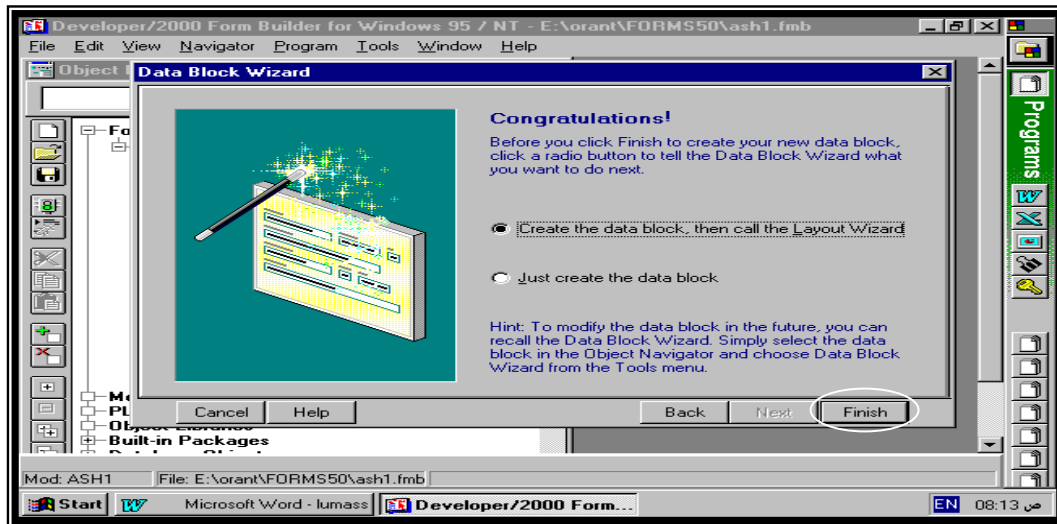 Developer/2000 Form Builder for Windows 95 / NT - E:\orant\FORMS50\ash1.fmb
File Edit View Navigator Program Tools Window Help
Object
Data Block Wizard
Programs
Congratulations!
Before you click Finish to create your new data block,
click a radio button to tell the Data Block Wizard what
you want to do next.
Create the data block, then call the Layout Wizard
Just create the data block
Hint: To modify the data block in the future, you can
recall the Data Block Wizard. Simply select the data
block in the Object Navigator and choose Data Block
Wizard from the Tools menu.
Cancel Help Back Next Finish
Built-in Packages
Mod: ASH1 File: E:\orant\FORMS50\ash1.fmb
Start Microsoft Word - lumass Developer/2000 Form... EN 08:13 ص